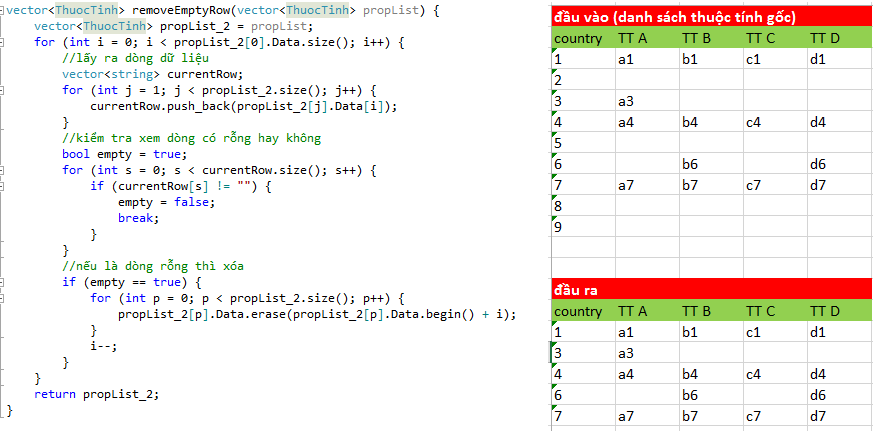 vector<ThuocTinh> removeEmptyRow(vector<ThuocTinh> propList) {
    vector<ThuocTinh> propList_2 = propList;
    for (int i = 0; i < propList_2[0].Data.size(); i++) {
        //lấy ra dòng dữ liệu
        vector<string> currentRow;
        for (int j = 1; j < propList_2.size(); j++) {
            currentRow.push_back(propList_2[j].Data[i]);
        }
        //kiểm tra xem dòng có rỗng hay không
        bool empty = true;
        for (int s = 0; s < currentRow.size(); s++) {
            if (currentRow[s] != "") {
                empty = false;
                break;
            }
        }
        //nếu là dòng rỗng thì xóa
        if (empty == true) {
            for (int p = 0; p < propList_2.size(); p++) {
                propList_2[p].Data.erase(propList_2[p].Data.begin() + i);
            }
            i--;
        }
    }
    return propList_2;
}
đầu vào (danh sách thuộc tính gốc)
country TT A TT B TT C TT D
1 a1 b1 c1 d1
2
3 a3
4 a4 b4 c4 d4
5
6 b6 d6
7 a7 b7 c7 d7
8
9
đầu ra
country TT A TT B TT C TT D
1 a1 b1 c1 d1
3 a3
4 a4 b4 c4 d4
6 b6 d6
7 a7 b7 c7 d7